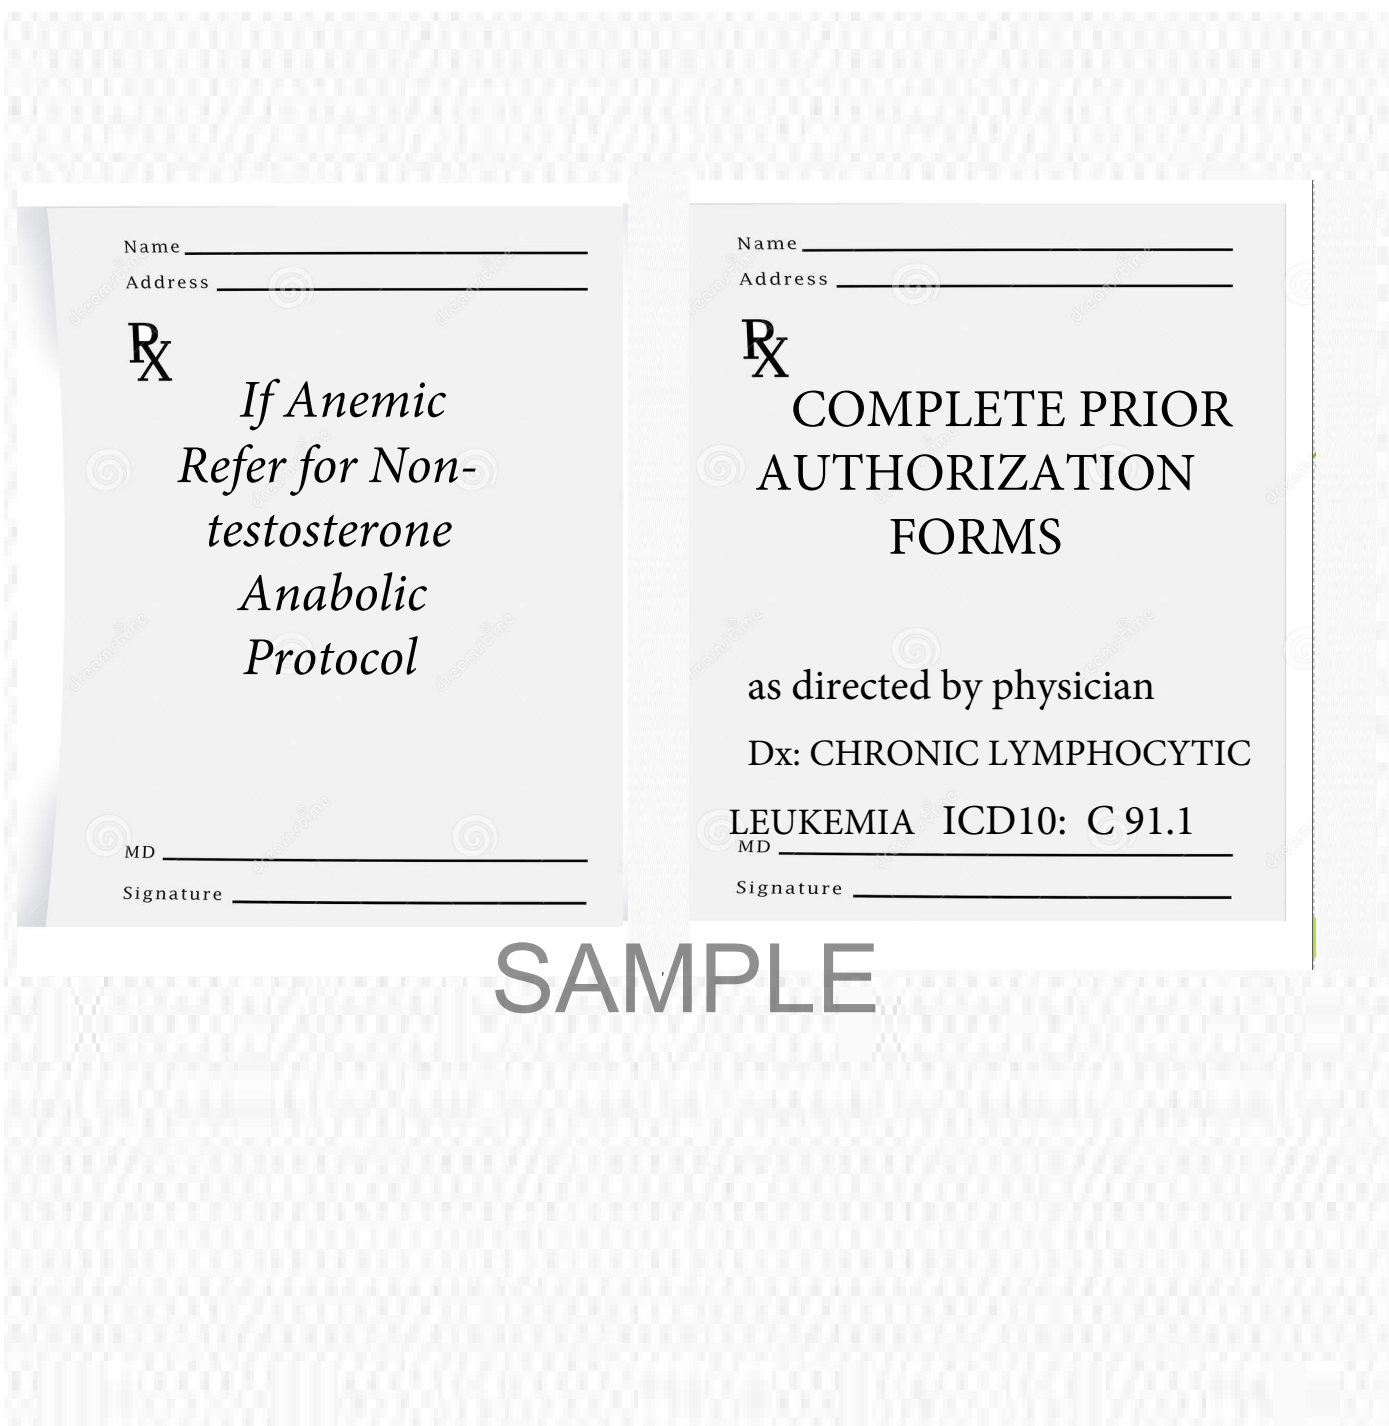 Name
Address
Rx
If Anemic
Refer for Non-
testosterone
Anabolic
Protocol
MD
Signature
Name
Address
Rx
COMPLETE PRIOR
AUTHORIZATION
FORMS
as directed by physician
Dx: CHRONIC LYMPHOCYTIC
LEUKEMIA ICD10: C 91.1
MD
Signature
SAMPLE
dreamstime